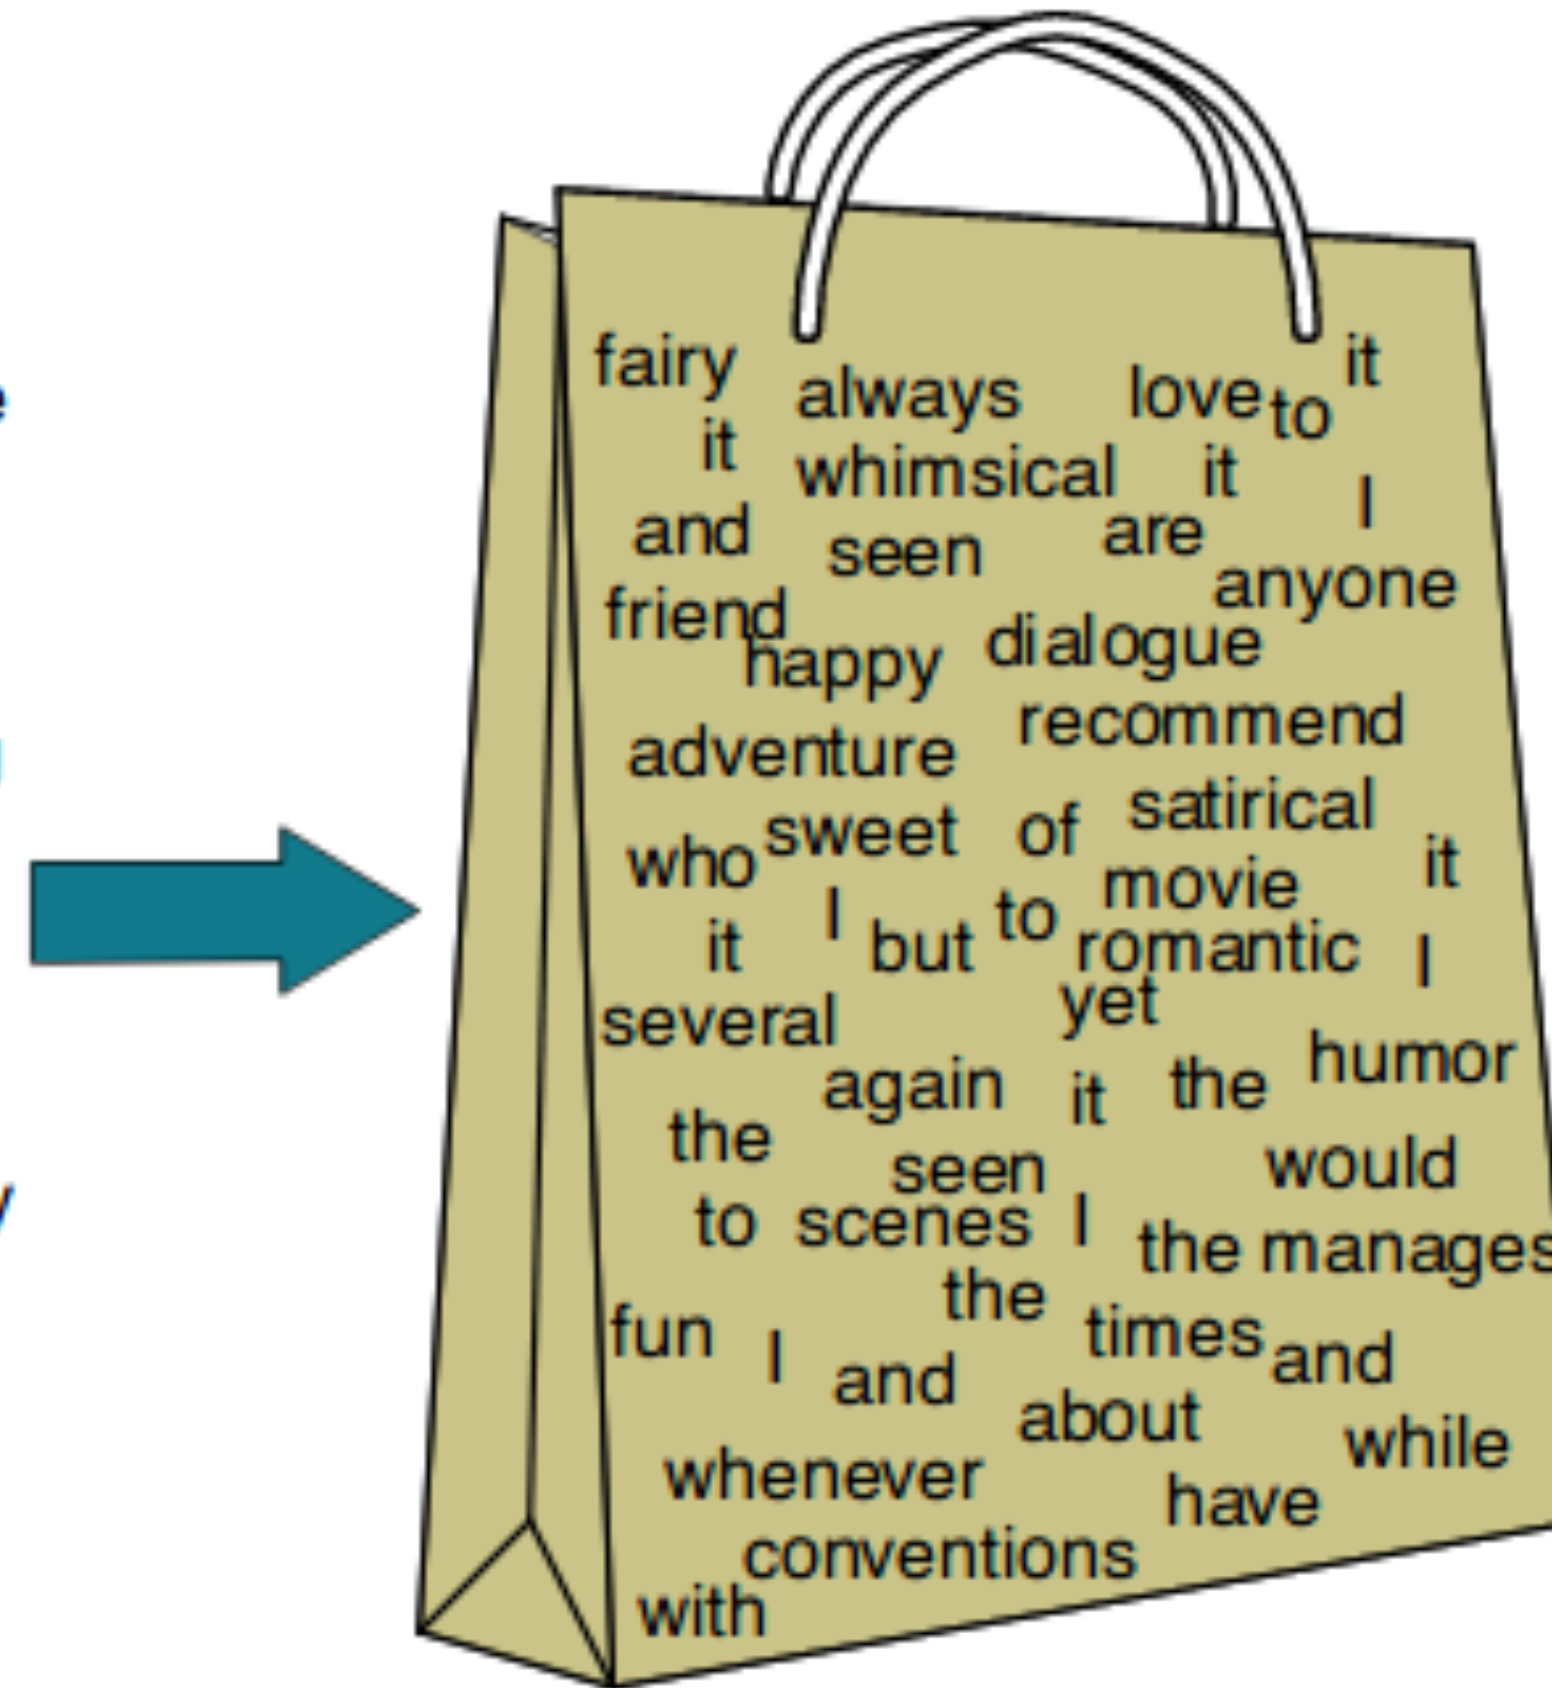 fairy always love to it
it whimsical it I
and seen are
anyone
friend
happy dialogue
recommend
adventure
satirical
who sweet of it
movie
it I but to romantic I
several yet
again it the humor
the
seen would
to scenes I the manages
the
fun I and times and
about
while
whenever have
conventions
with